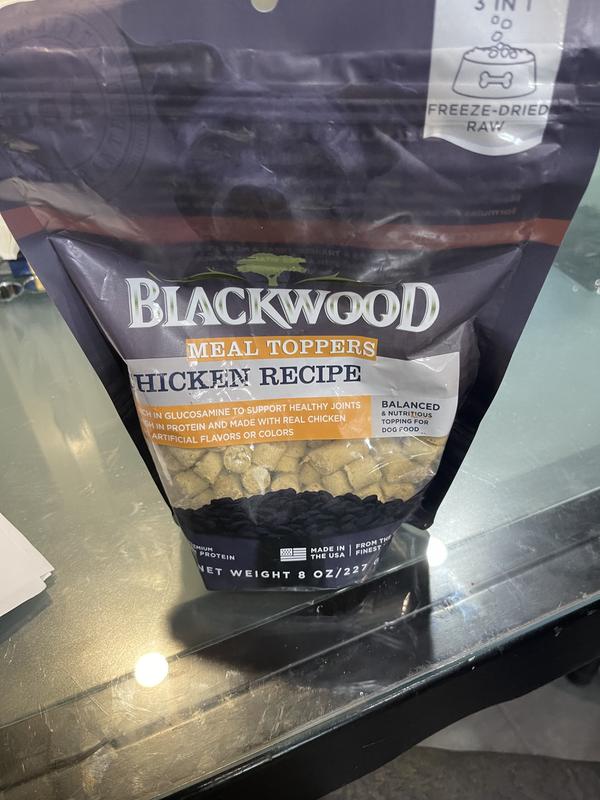 3 IN 1
FREEZE-DRIED
RAW
BLACKWOOD
MEAL TOPPERS
HICKEN RECIPE
CH IN GLUCOSAMINE TO SUPPORT HEALTHY JOINTS
GH IN PROTEIN AND MADE WITH REAL CHICKEN
ARTIFICIAL FLAVORS OR COLORS
BALANCED
& NUTRITIOUS
TOPPING FOR
DOG FOOD
EMIUM
PROTEIN
MADE IN
THE USA
FROM THE
FINEST
NET WEIGHT 8 OZ/227